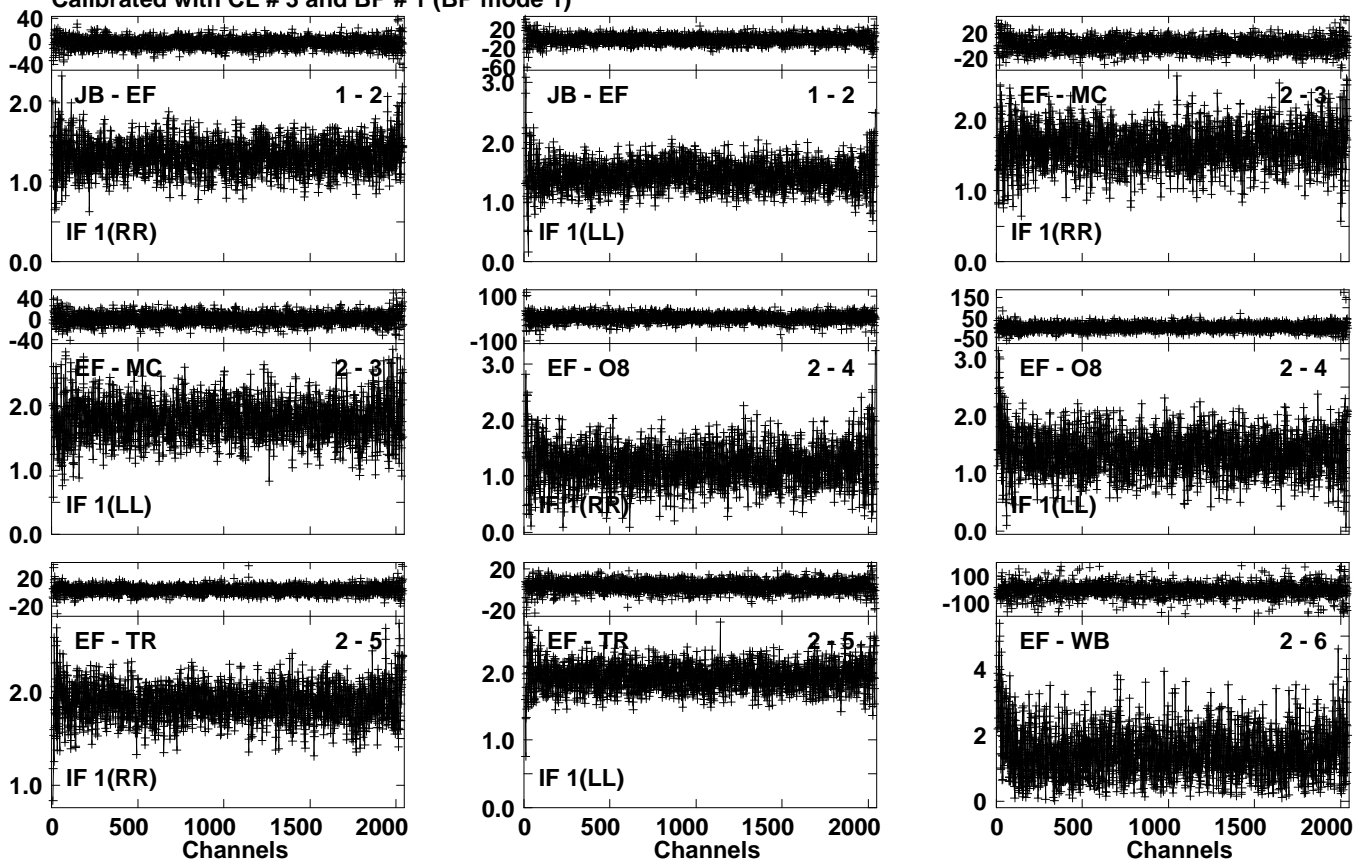 Calibrated with CL # 3 and BP # 1 (BP mode 1)
40
0
-40
JB - EF 1 - 2
2.0
1.0
IF 1(RR)
0.0
20
-20
-60
3.0
JB - EF 1 - 2
2.0
1.0
IF 1(LL)
0.0
20
-20
EF - MC 2 - 3
2.0
1.0
IF 1(RR)
0.0
40
0
-40
EF - MC 2 - 3
2.0
1.0
IF 1(LL)
0.0
100
-100
3.0
EF - O8 2 - 4
2.0
1.0
IF 1(RR)
0.0
150
50
-50
3.0
EF - O8 2 - 4
2.0
1.0
IF 1(LL)
0.0
20
-20
EF - TR 2 - 5
2.0
IF 1(RR)
1.0
0 500 1000 1500 2000
Channels
20
-20
EF - TR 2 - 5
2.0
1.0
IF 1(LL)
0.0
0 500 1000 1500 2000
Channels
100
-100
EF - WB 2 - 6
4
2
0
0 500 1000 1500 2000
Channels